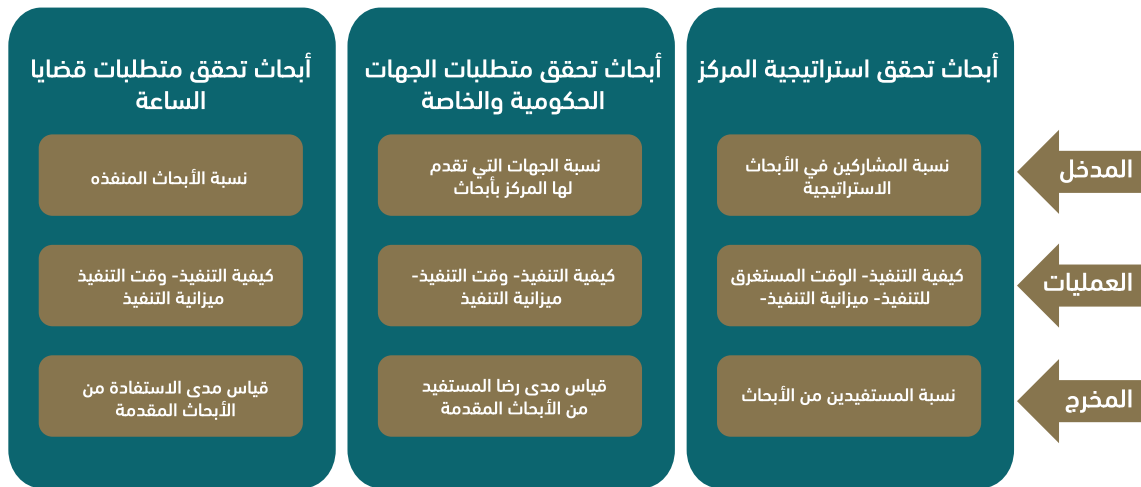 أبحاث تحقق استراتيجية المركز
أبحاث تحقق متطلبات الجهات
الحكومية والخاصة
أبحاث تحقق متطلبات قضايا
الساعة
المدخل
نسبة المشاركين في الأبحاث
الاستراتيجية
نسبة الجهات التي تقدم
لها المركز بأبحاث
نسبة الأبحاث المنفذه
العمليات
كيفية التنفيذ- الوقت المستغرق
للتنفيذ- ميزانية التنفيذ-
كيفية التنفيذ- وقت التنفيذ-
ميزانية التنفيذ
كيفية التنفيذ- وقت التنفيذ
ميزانية التنفيذ
المخرج
نسبة المستفيدين من الأبحاث
قياس مدى رضا المستفيد
من الأبحاث المقدمة
قياس مدى الاستفادة من
الأبحاث المقدمة